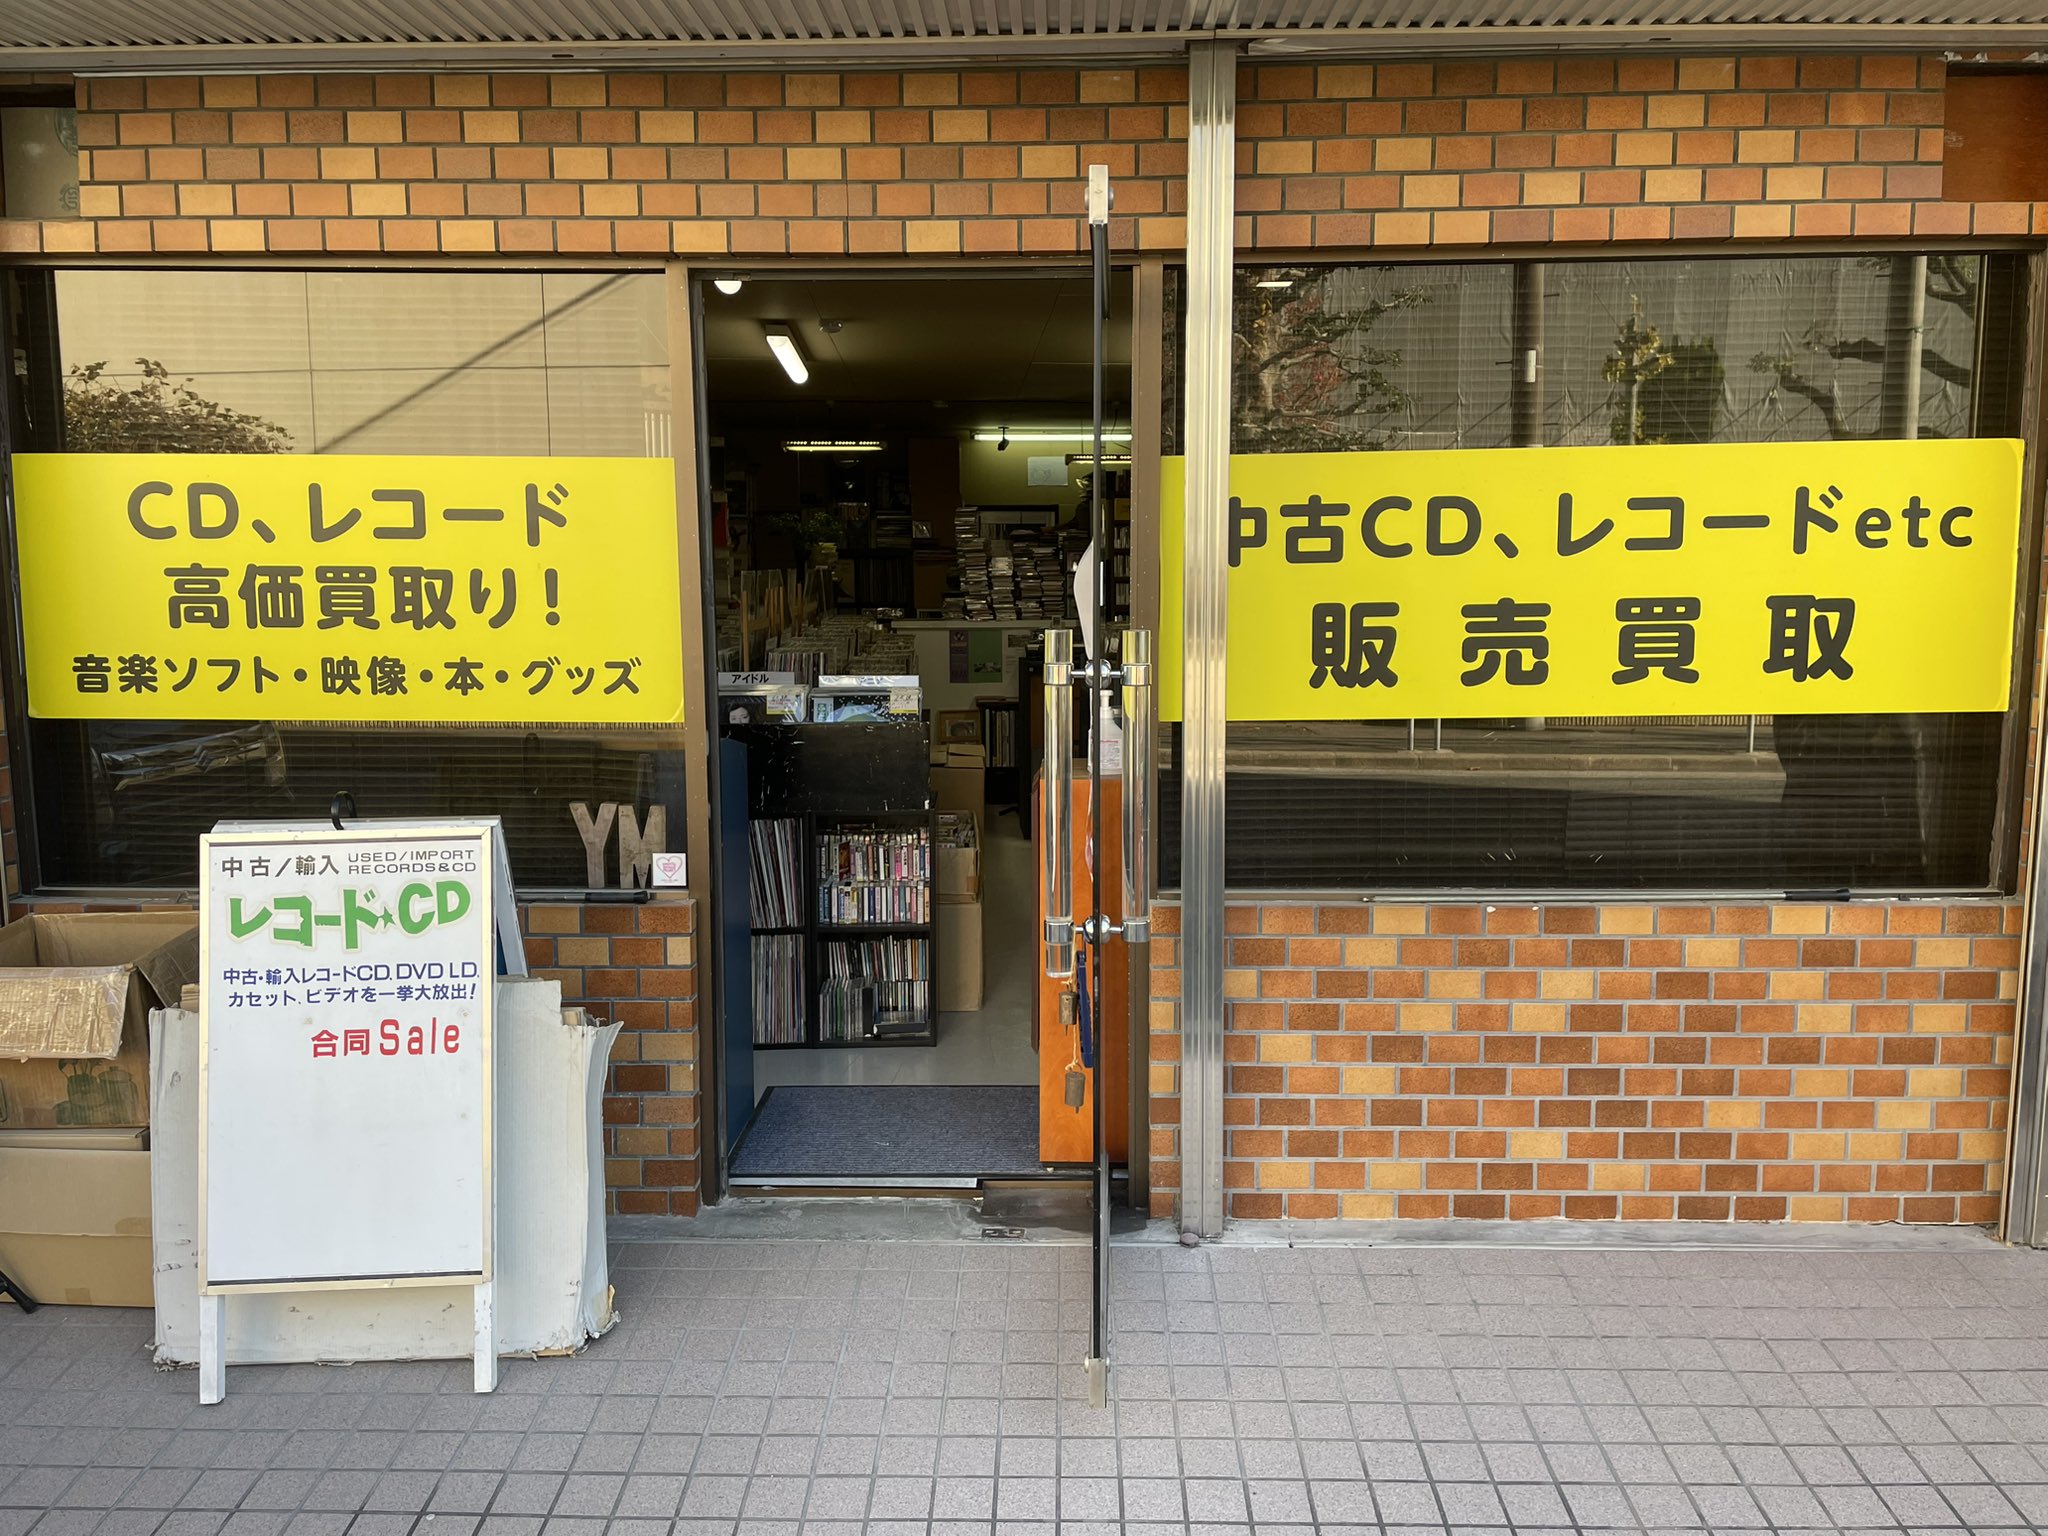 CD、レコード
高価買取り!
音楽ソフト・映像・本・グッズ
中古CD、レコードetc
販売買取
アイドル
YM
中古/輸入 USED/IMPORT
RECORDS&CD
レコード★CD
中古・輸入レコードCD,DVD LD,
カセット、ビデオを一挙大放出!
合同Sale